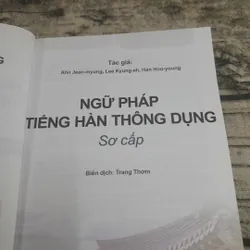 Tác giả:
Ahn Jean-myung, Lee Kyung-ah, Han Hoo-young
NGỮ PHÁP
TIẾNG HÀN THÔNG DỤNG
Sơ cấp
Biên dịch: Trang Thơm